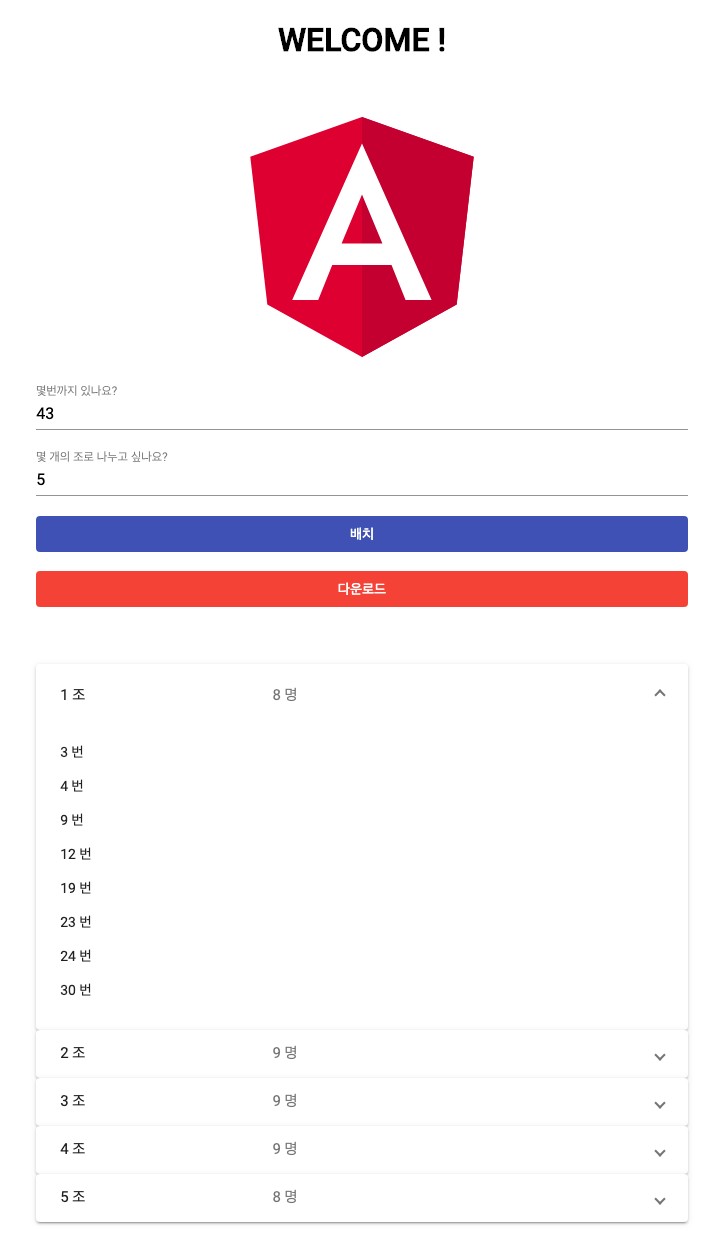 WELCOME !
몇번까지 있나요?
43
몇 개의 조로 나누고 싶나요?
5
배치
다운로드
1 조 8 명
3 번
4 번
9 번
12 번
19 번
23 번
24 번
30 번
2 조 9 명
3 조 9 명
4 조 9 명
5 조 8 명